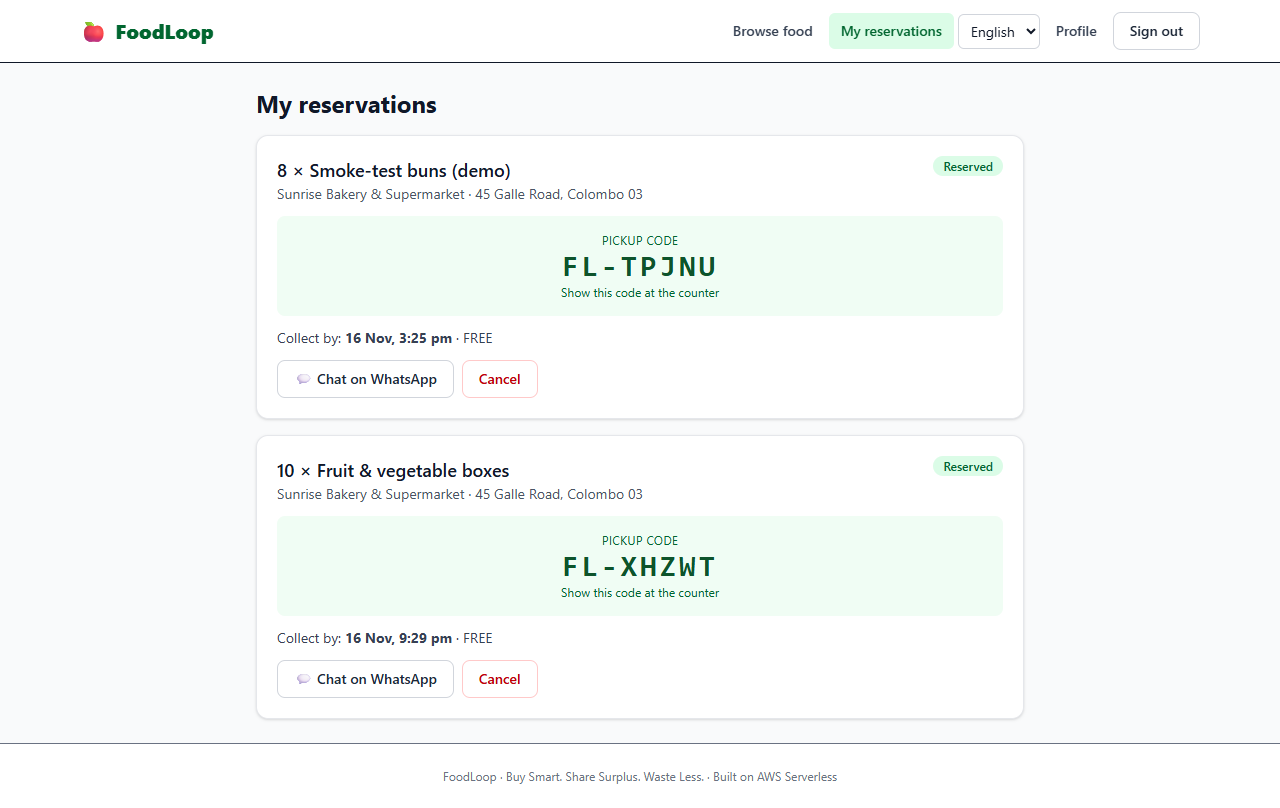 FoodLoop
Browse food
My reservations
English
Profile
Sign out
My reservations
8 × Smoke-test buns (demo)
Reserved
Sunrise Bakery & Supermarket · 45 Galle Road, Colombo 03
PICKUP CODE
FL-TPJNU
Show this code at the counter
Collect by: 16 Nov, 3:25 pm · FREE
Chat on WhatsApp
Cancel
10 × Fruit & vegetable boxes
Reserved
Sunrise Bakery & Supermarket · 45 Galle Road, Colombo 03
PICKUP CODE
FL-XHZWT
Show this code at the counter
Collect by: 16 Nov, 9:29 pm · FREE
Chat on WhatsApp
Cancel
FoodLoop · Buy Smart. Share Surplus. Waste Less. · Built on AWS Serverless